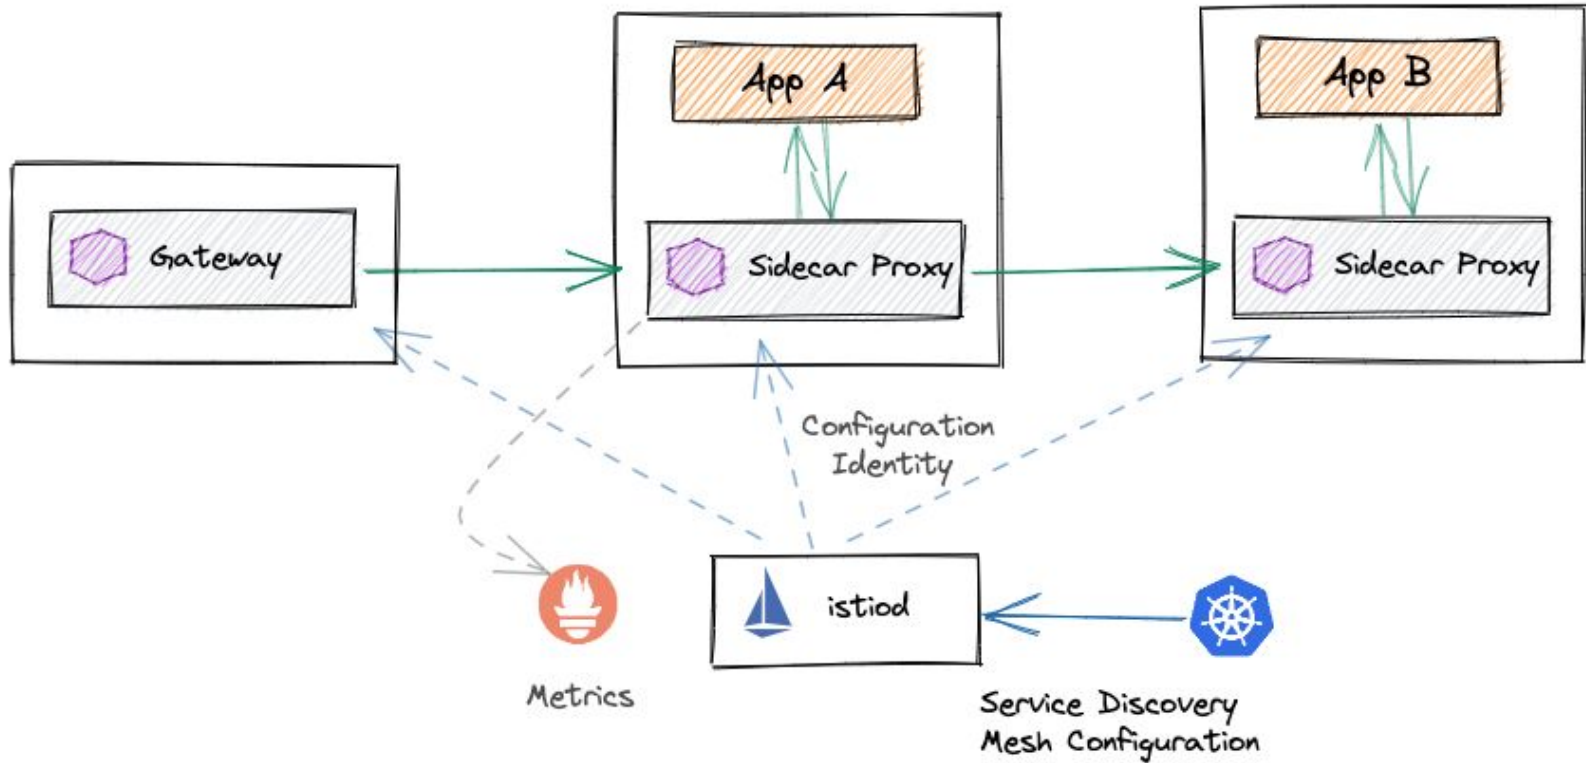 App A
App B
Gateway
Sidecar Proxy
Sidecar Proxy
Configuration
Identity
istiod
Metrics
Service Discovery
Mesh Configuration